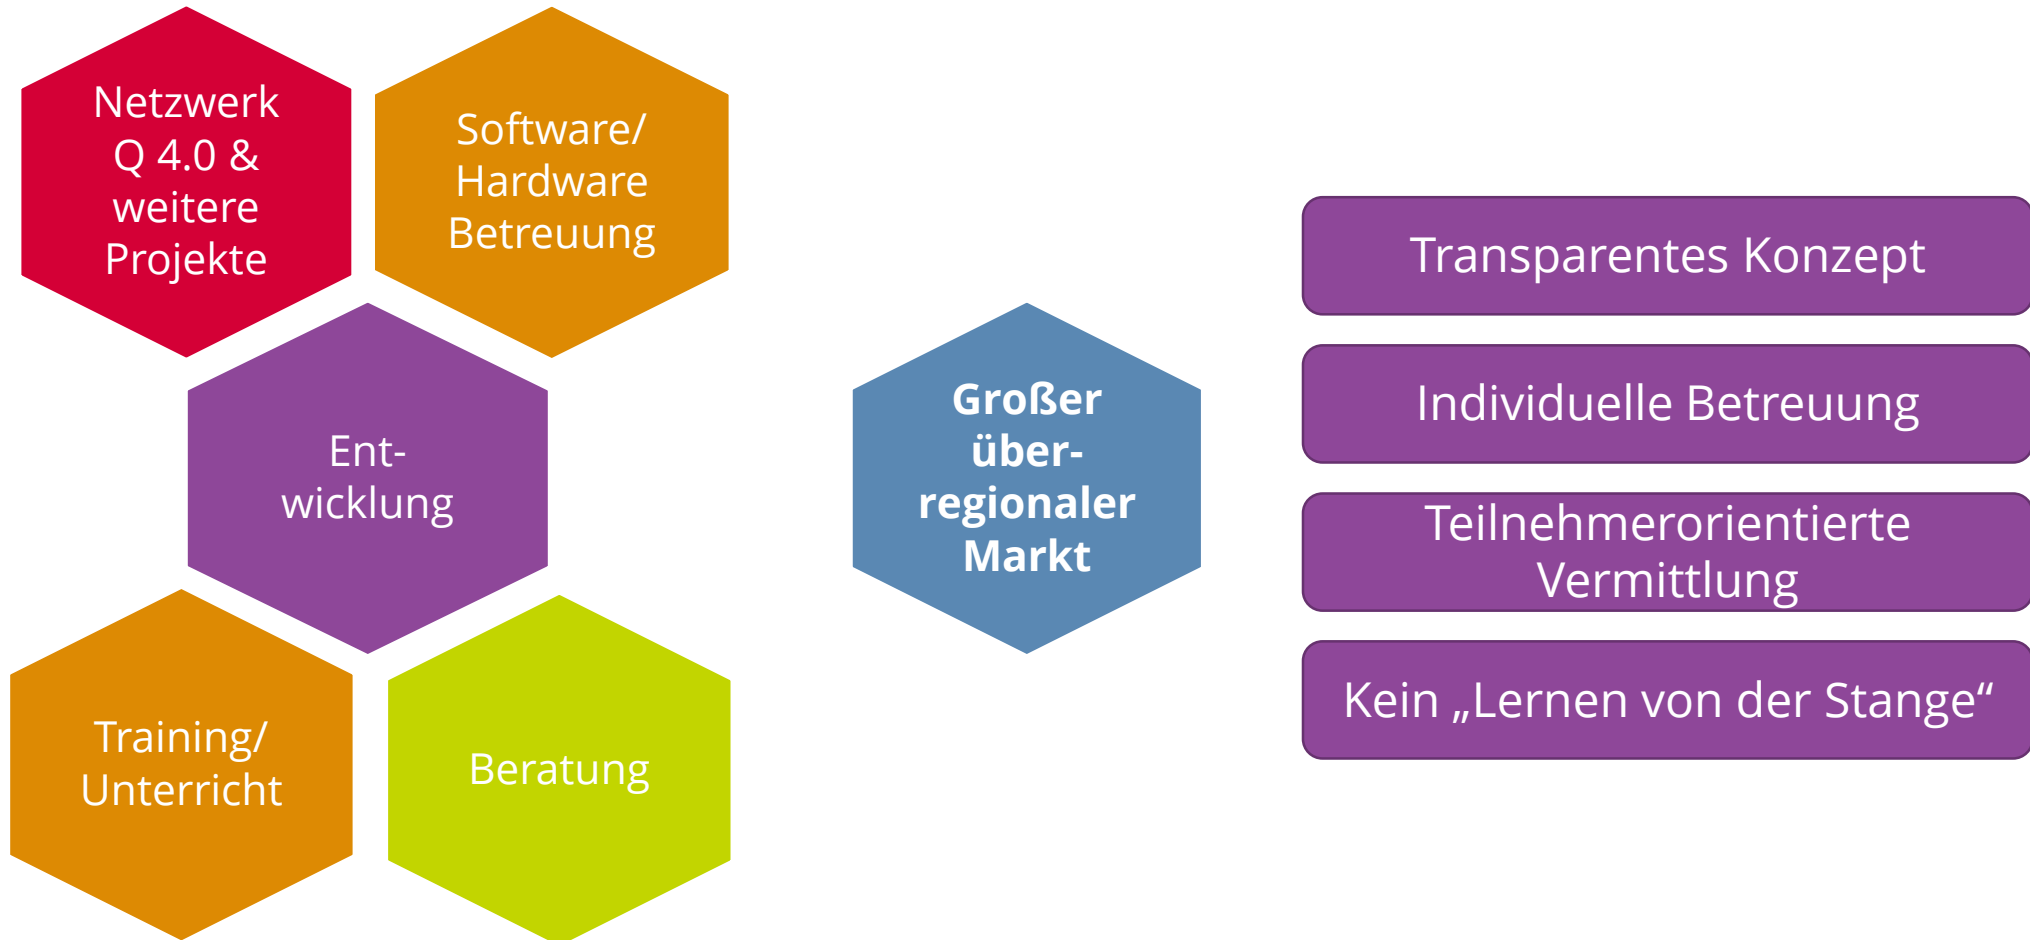 Netzwerk
Q 4.0 &
weitere
Projekte
Software/
Hardware
Betreuung
Ent-
wicklung
Training/
Unterricht
Beratung
Großer
über-
regionaler
Markt
Transparentes Konzept
Individuelle Betreuung
Teilnehmerorientierte
Vermittlung
Kein „Lernen von der Stange“